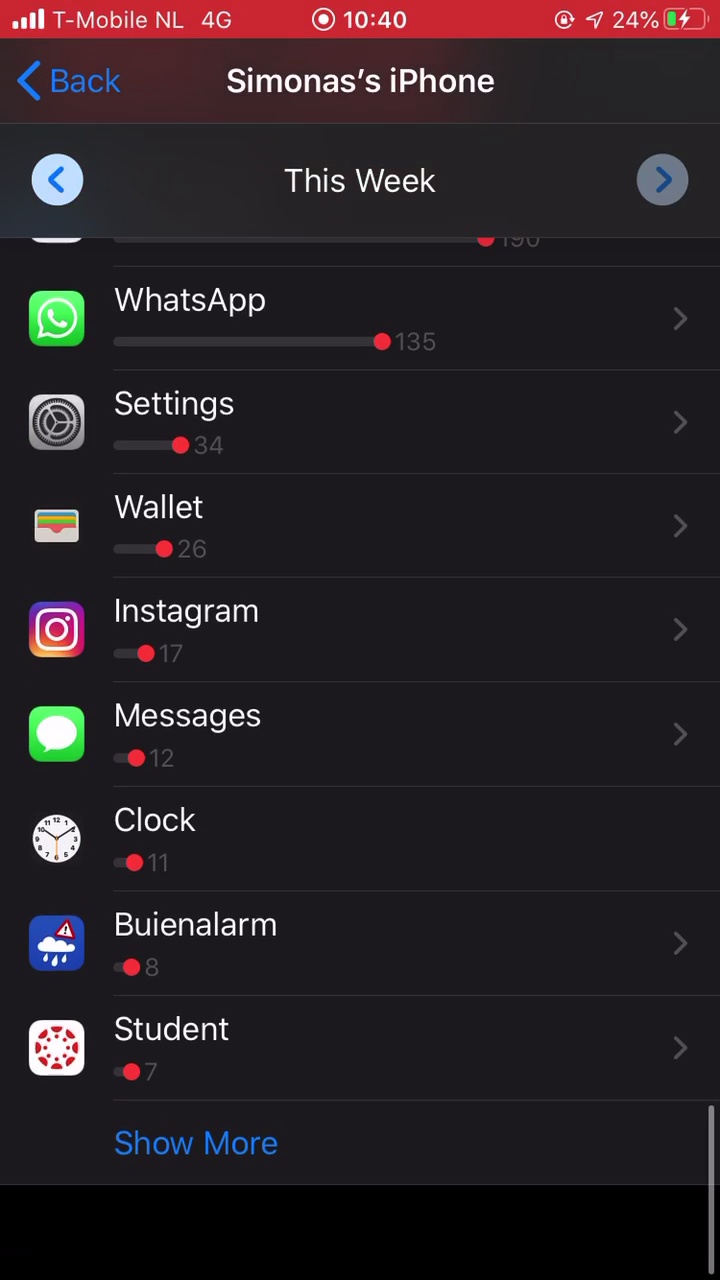 T-Mobile NL 4G 10:40 24%
Back Simonas's iPhone
This Week
190
WhatsApp
135
Settings
34
Wallet
26
Instagram
17
Messages
12
Clock
11
Buienalarm
8
Student
7
Show More